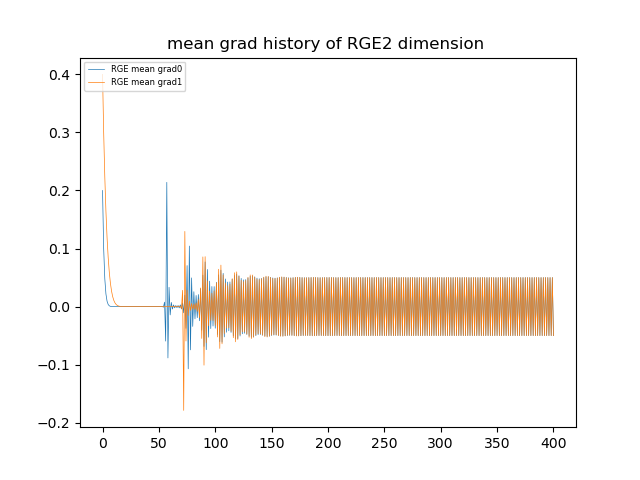 mean grad history of RGE2 dimension
RGE mean grad0
RGE mean grad1
0.4
0.3
0.2
0.1
0.0
−0.1
−0.2
0 50 100 150 200 250 300 350 400